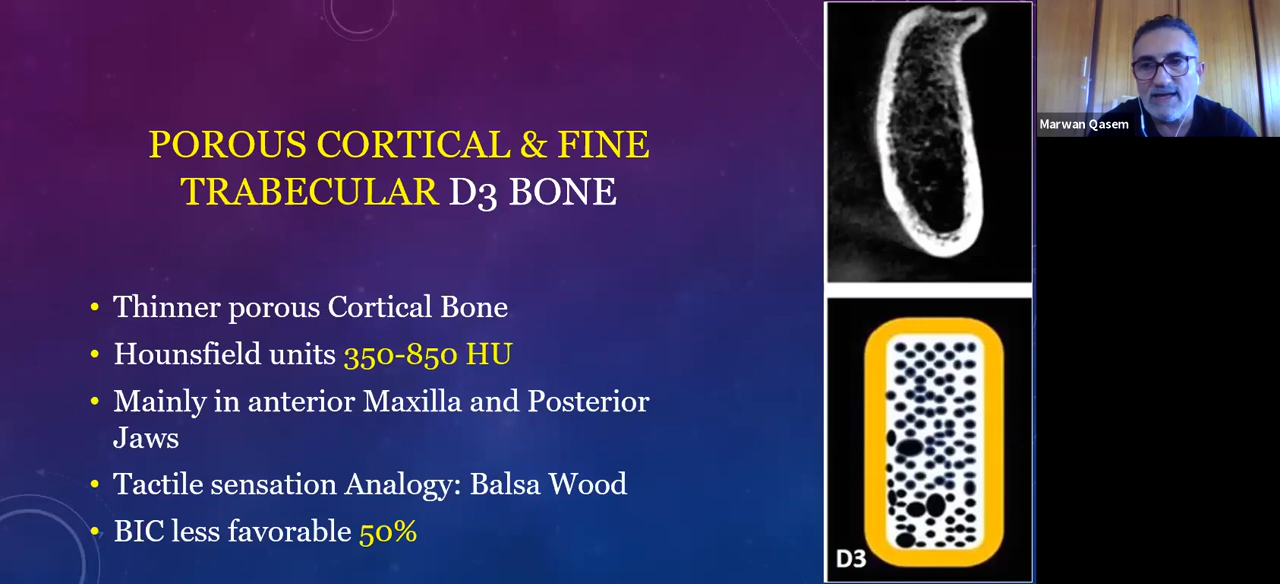 POROUS CORTICAL & FINE
TRABECULAR D3 BONE
• Thinner porous Cortical Bone
• Hounsfield units 350-850 HU
• Mainly in anterior Maxilla and Posterior
Jaws
• Tactile sensation Analogy: Balsa Wood
• BIC less favorable 50%
D3
Marwan Qasem